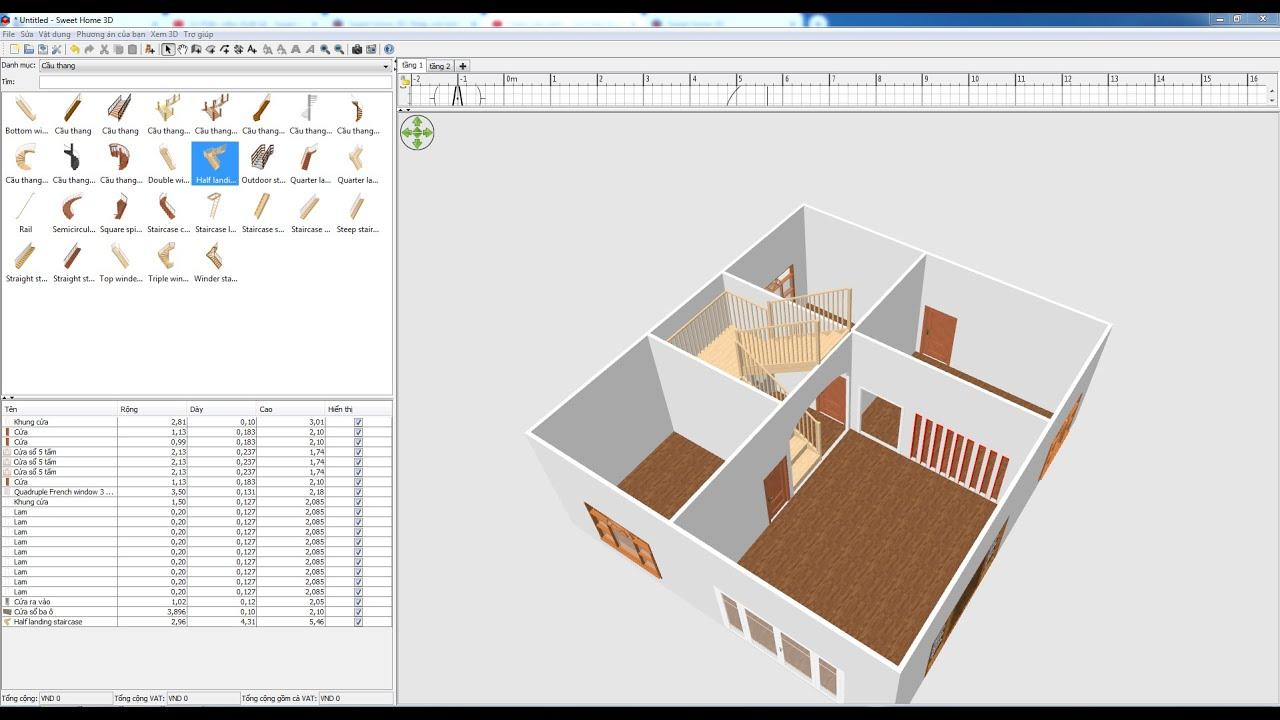 * Untitled - Sweet Home 3D
File Sửa Vật dụng Phương án của bạn Xem 3D Trợ giúp
Danh mục: Cầu thang
Tìm:
Bottom wi... Cầu thang Cầu thang Cầu thang... Cầu thang... Cầu thang... Cầu thang... Cầu thang...
Cầu thang... Cầu thang... Cầu thang... Double wi... Half landi... Outdoor st... Quarter la... Quarter la...
Rail Semicircul... Square spi... Staircase c... Staircase l... Staircase s... Staircase ... Steep stair...
Straight st... Straight st... Top winde... Triple win... Winder sta...
tầng 1 tầng 2
-2 -1 0m 1 2 3 4 5 6 7 8 9 10 11 12 13 14 15 16
Tên Rộng Dày Cao Hiển thị
Khung cửa 2,81 0,10 3,01
Cửa 1,13 0,183 2,10
Cửa 0,99 0,183 2,10
Cửa sổ 5 tấm 2,13 0,237 1,74
Cửa sổ 5 tấm 2,13 0,237 1,74
Cửa sổ 5 tấm 2,13 0,237 1,74
Cửa 1,13 0,183 2,10
Quadruple French window 3 ... 3,50 0,131 2,18
Khung cửa 1,50 0,127 2,085
Lam 0,20 0,127 2,085
Lam 0,20 0,127 2,085
Lam 0,20 0,127 2,085
Lam 0,20 0,127 2,085
Lam 0,20 0,127 2,085
Lam 0,20 0,127 2,085
Lam 0,20 0,127 2,085
Lam 0,20 0,127 2,085
Lam 0,20 0,127 2,085
Cửa ra vào 1,02 0,12 2,05
Cửa sổ ba ô 3,896 0,10 2,10
Half landing staircase 2,96 4,31 5,46
Tổng cộng: VND 0 Tổng cộng VAT: VND 0 Tổng cộng gồm cả VAT: VND 0